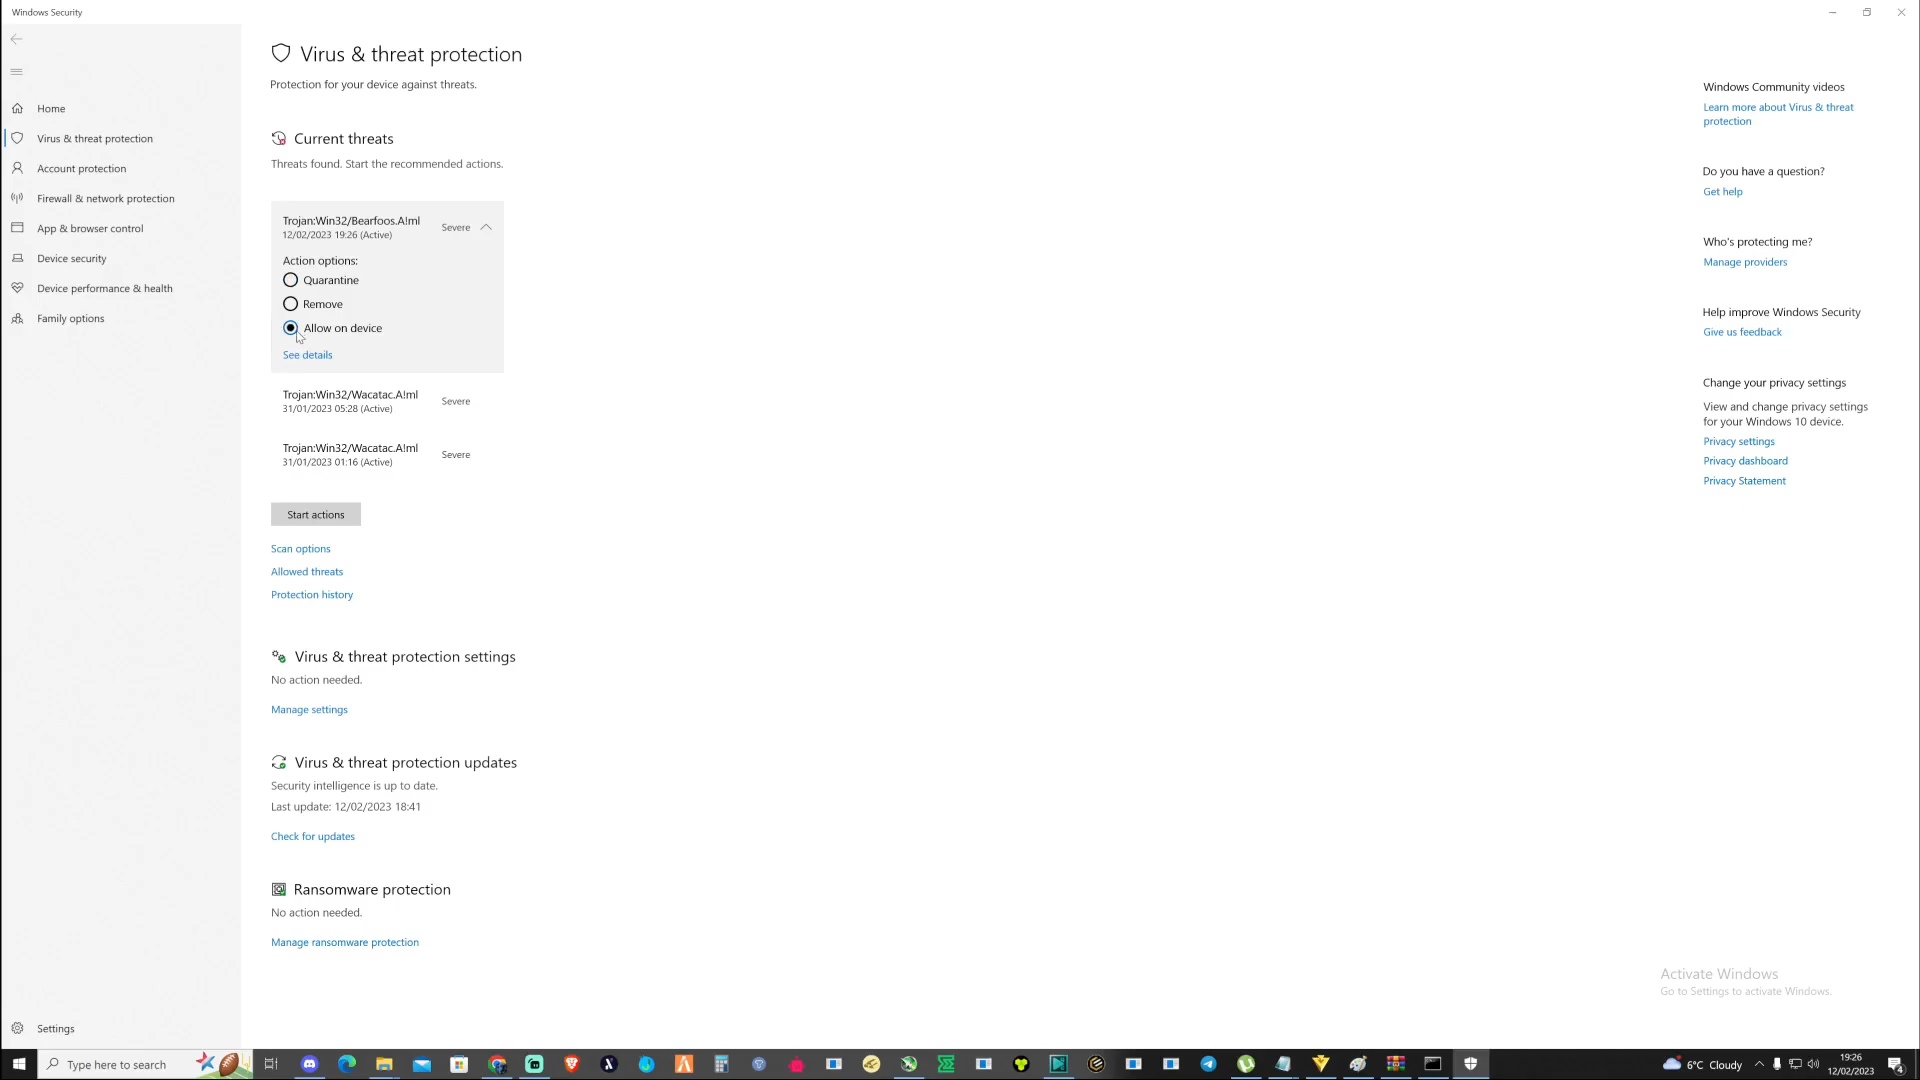 Windows Security
Home
Virus & threat protection
Account protection
Firewall & network protection
App & browser control
Device security
Device performance & health
Family options
Settings
Virus & threat protection
Protection for your device against threats.
Current threats
Threats found. Start the recommended actions.
Trojan:Win32/Bearfoos.A!ml
12/02/2023 19:26 (Active)
Severe
Action options:
Quarantine
Remove
Allow on device
See details
Trojan:Win32/Wacatac.A!ml
31/01/2023 05:28 (Active)
Severe
Trojan:Win32/Wacatac.A!ml
31/01/2023 01:16 (Active)
Severe
Start actions
Scan options
Allowed threats
Protection history
Virus & threat protection settings
No action needed.
Manage settings
Virus & threat protection updates
Security intelligence is up to date.
Last update: 12/02/2023 18:41
Check for updates
Ransomware protection
No action needed.
Manage ransomware protection
Windows Community videos
Learn more about Virus & threat
protection
Do you have a question?
Get help
Who's protecting me?
Manage providers
Help improve Windows Security
Give us feedback
Change your privacy settings
View and change privacy settings
for your Windows 10 device.
Privacy settings
Privacy dashboard
Privacy Statement
Activate Windows
Go to Settings to activate Windows.
Type here to search
6°C Cloudy
19:26
12/02/2023
4